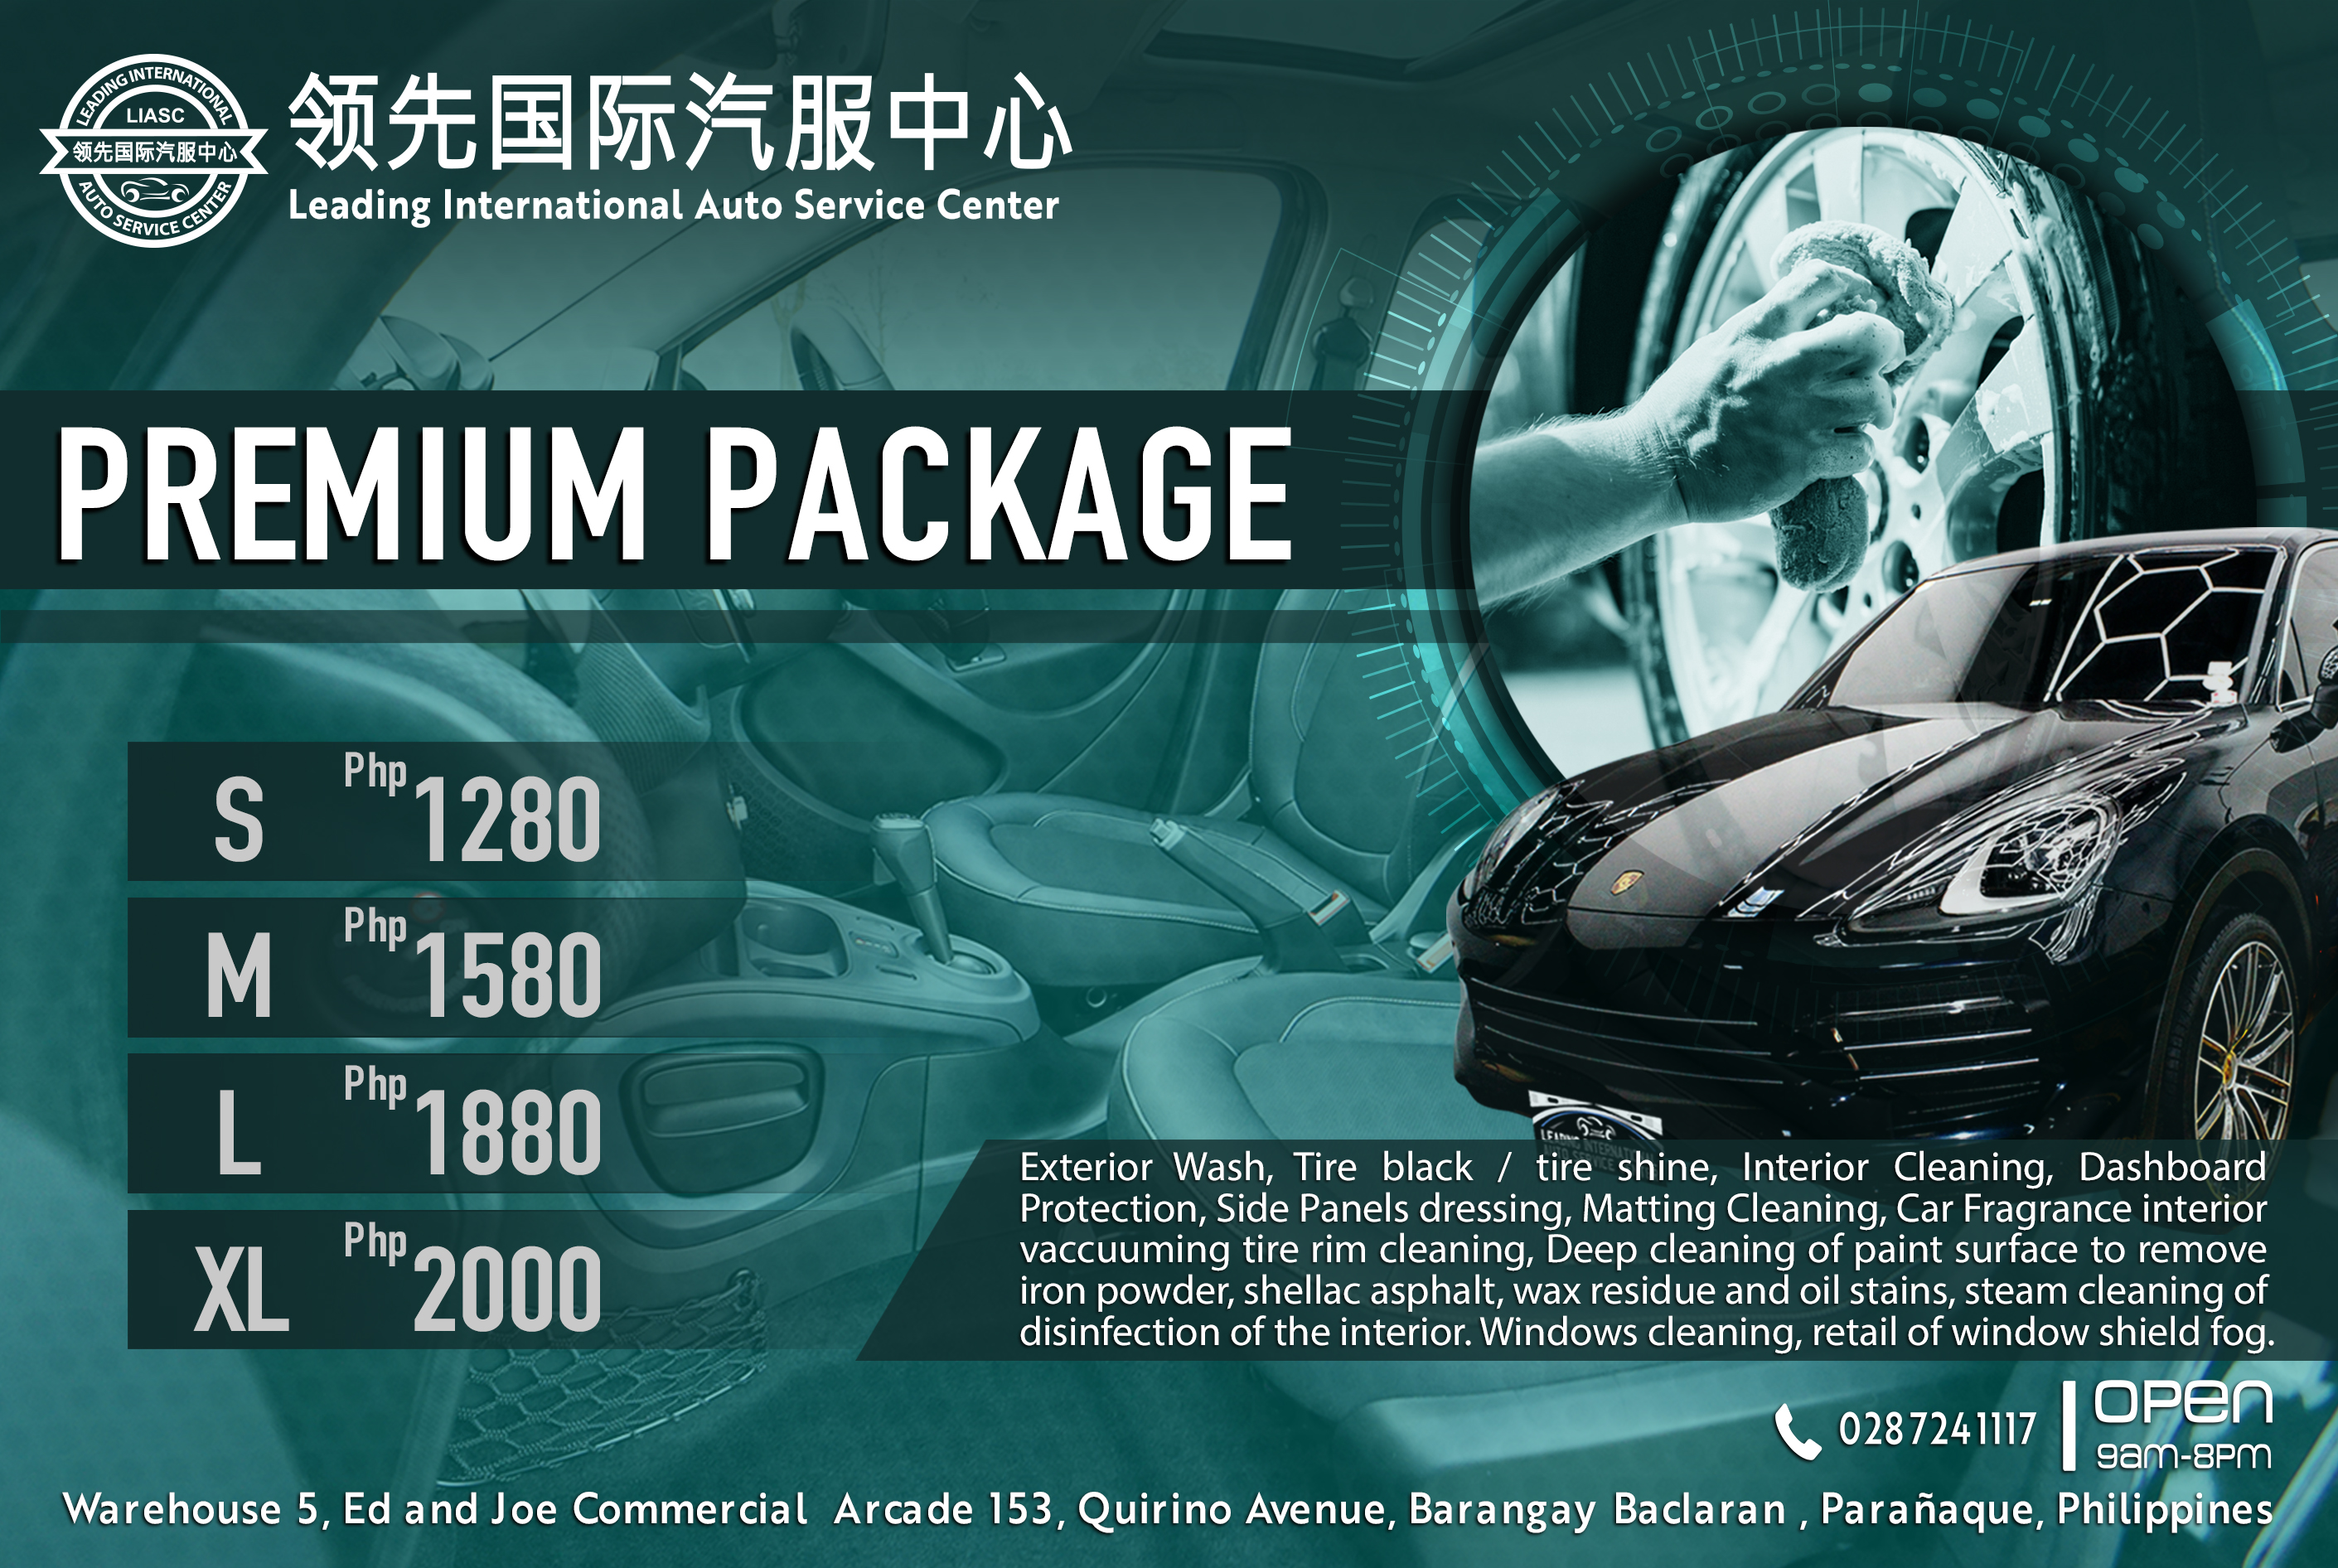 LEADING INTERNATIONAL
LIASC
领先国际汽服中心
AUTO SERVICE CENTER
领先国际汽服中心
Leading International Auto Service Center
PREMIUM PACKAGE
S Php 1280
M Php 1580
L Php 1880
XL Php 2000
LEADING INTERNATIONAL
Exterior Wash, Tire black / tire shine, Interior Cleaning, Dashboard
Protection, Side Panels dressing, Matting Cleaning, Car Fragrance interior
vaccuuming tire rim cleaning, Deep cleaning of paint surface to remove
iron powder, shellac asphalt, wax residue and oil stains, steam cleaning of
disinfection of the interior. Windows cleaning, retail of window shield fog.
0287241117
OPEN
9am-8PM
Warehouse 5, Ed and Joe Commercial Arcade 153, Quirino Avenue, Barangay Baclaran , Parañaque, Philippines